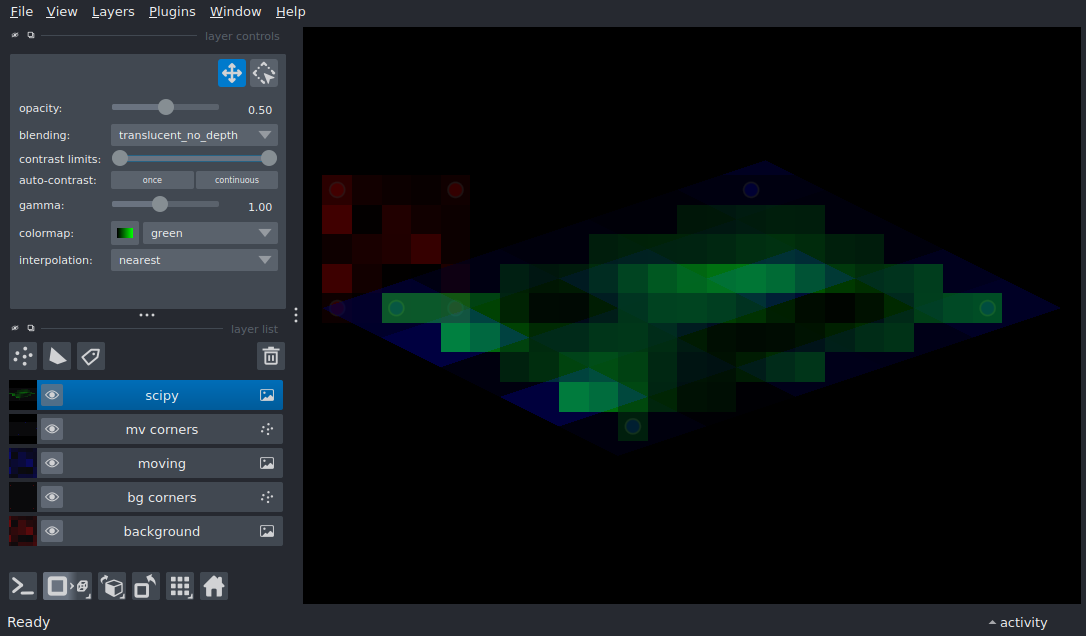 File View Layers Plugins Window Help
layer controls
opacity: 0.50
blending: translucent_no_depth
contrast limits:
auto-contrast: once continuous
gamma: 1.00
colormap: green
interpolation: nearest
layer list
scipy
mv corners
moving
bg corners
background
Ready activity